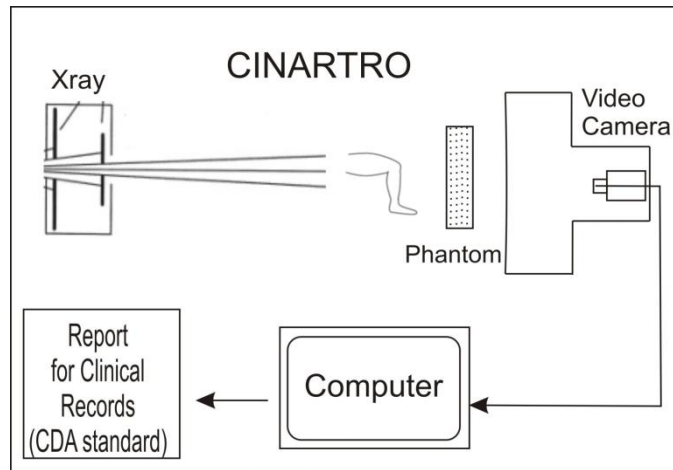 CINARTRO
Xray
Video
Camera
Phantom
Report
for Clinical
Records
(CDA standard)
Computer